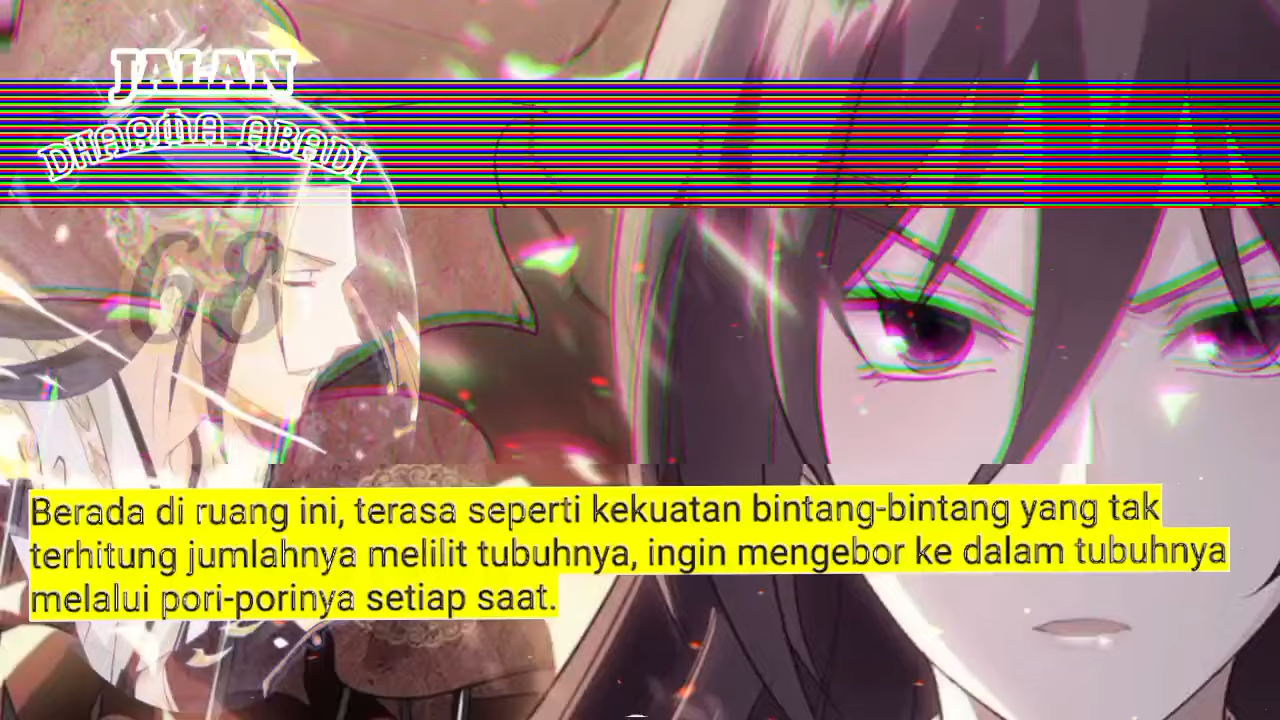 JALAN
DHARMA ABADI
68
Berada di ruang ini, terasa seperti kekuatan bintang-bintang yang tak
terhitung jumlahnya melilit tubuhnya, ingin mengebor ke dalam tubuhnya
melalui pori-porinya setiap saat.